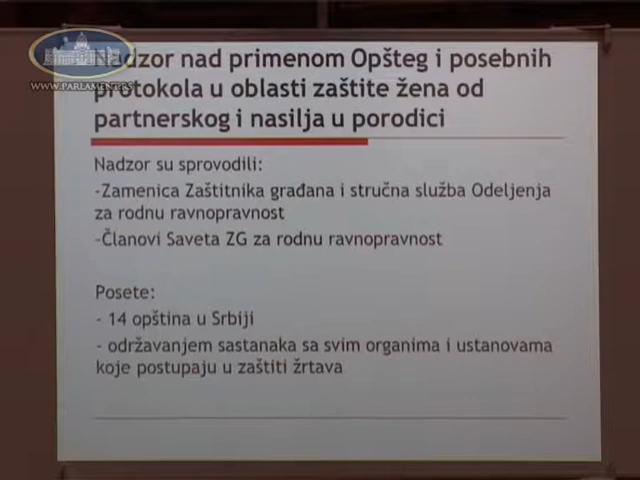 Nadzor nad primenom Opšteg i posebnih
protokola u oblasti zaštite žena od
partnerskog i nasilja u porodici
WWW.PARLAMENT.RS
Nadzor su sprovodili:
-Zamenica Zaštitnika građana i stručna služba Odeljenja
za rodnu ravnopravnost
-Članovi Saveta ZG za rodnu ravnopravnost
Posete:
- 14 opština u Srbiji
- održavanjem sastanaka sa svim organima i ustanovama
koje postupaju u zaštiti žrtava